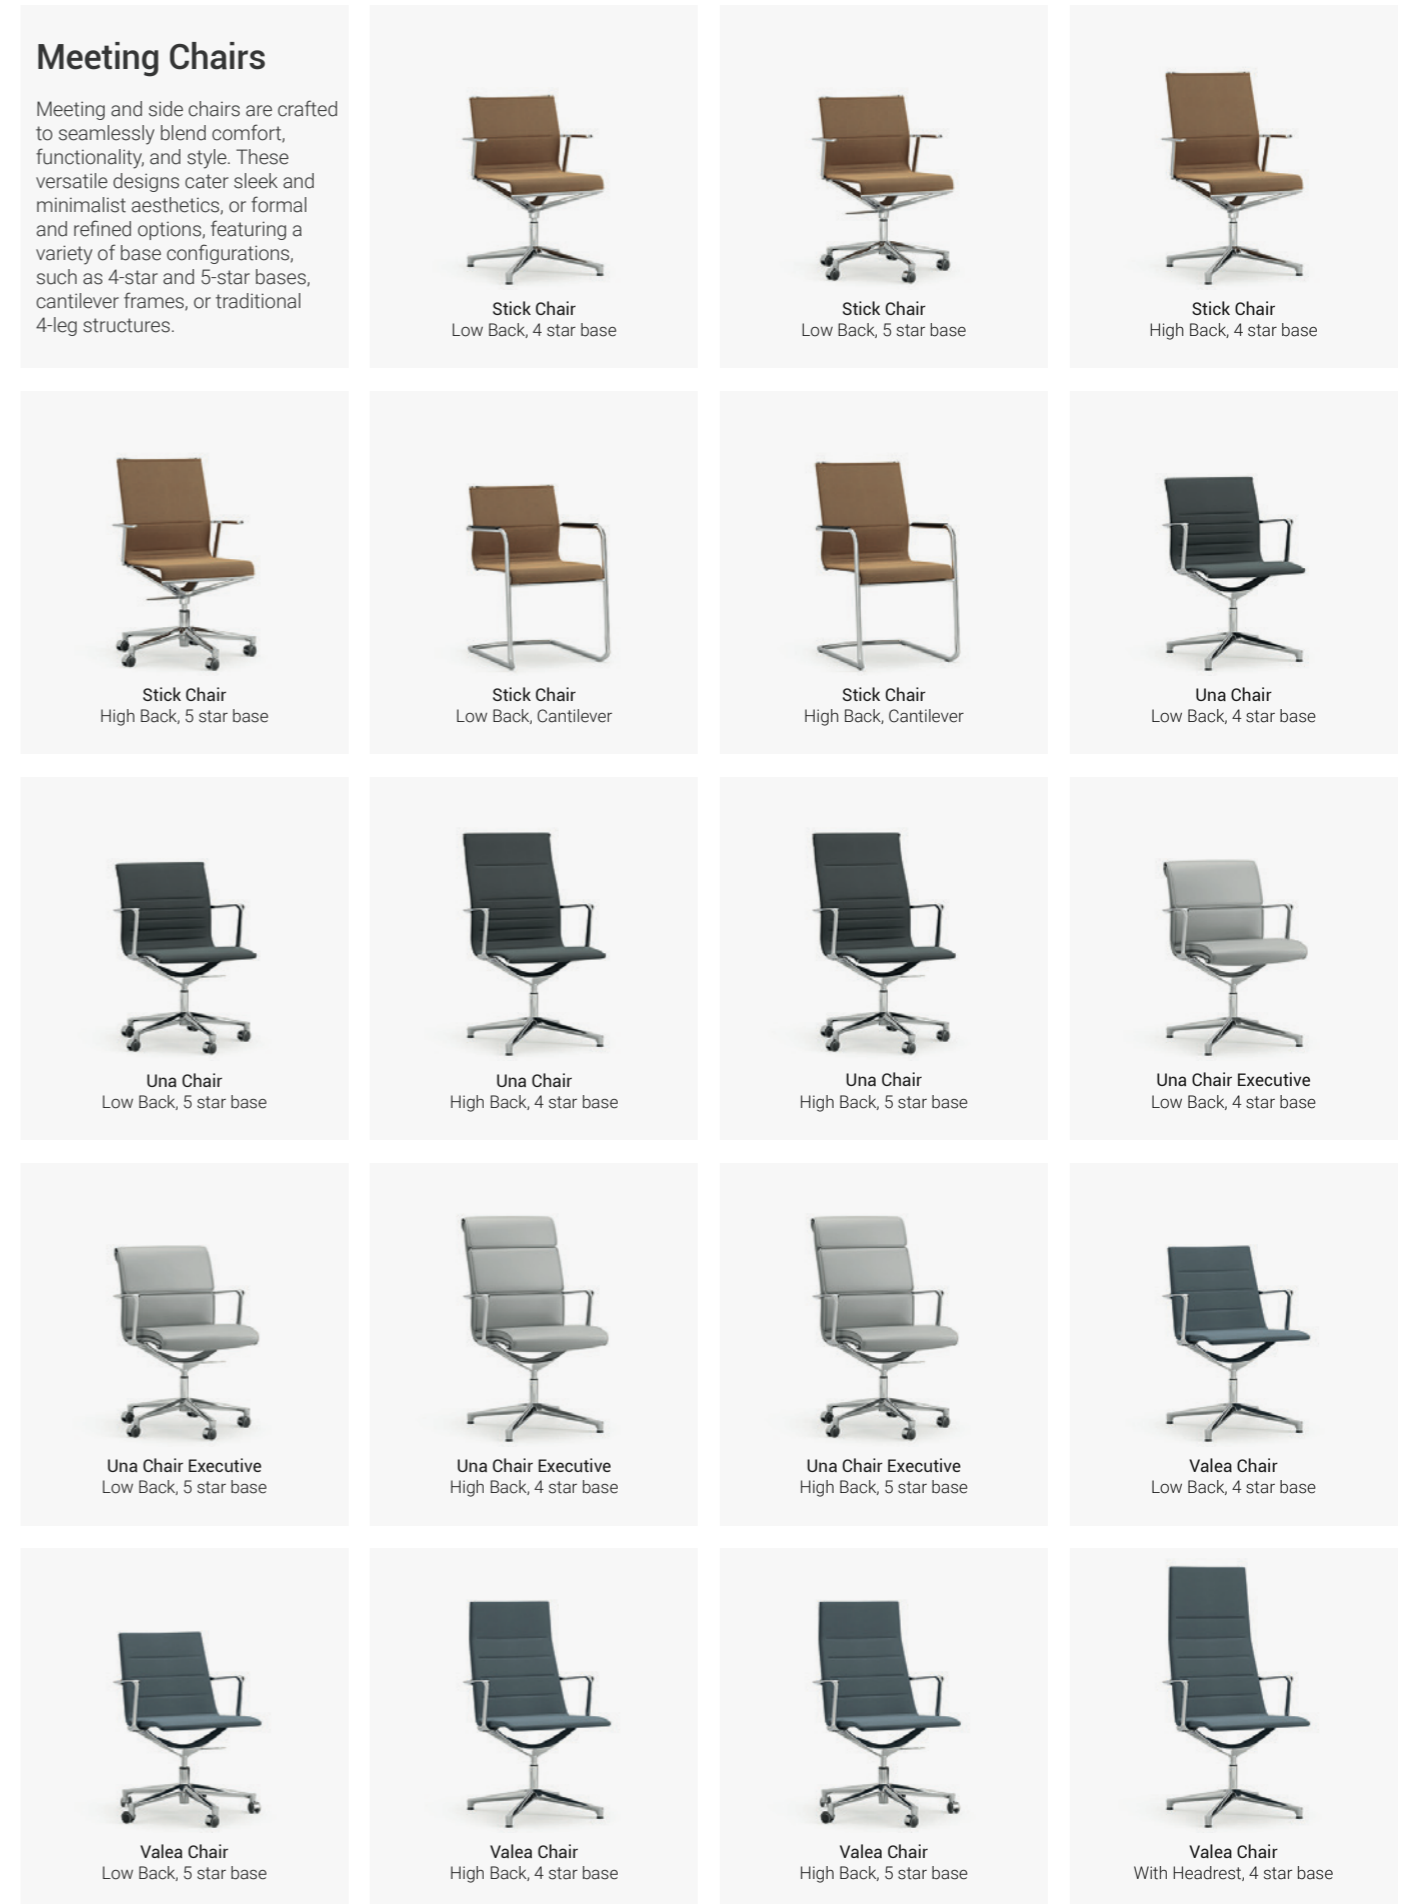 Meeting Chairs
Meeting and side chairs are crafted
to seamlessly blend comfort,
functionality, and style. These
versatile designs cater sleek and
minimalist aesthetics, or formal
and refined options, featuring a
variety of base configurations,
such as 4-star and 5-star bases,
cantilever frames, or traditional
4-leg structures.
Stick Chair
Low Back, 4 star base
Stick Chair
Low Back, 5 star base
Stick Chair
High Back, 4 star base
Stick Chair
High Back, 5 star base
Stick Chair
Low Back, Cantilever
Stick Chair
High Back, Cantilever
Una Chair
Low Back, 4 star base
Una Chair
Low Back, 5 star base
Una Chair
High Back, 4 star base
Una Chair
High Back, 5 star base
Una Chair Executive
Low Back, 4 star base
Una Chair Executive
Low Back, 5 star base
Una Chair Executive
High Back, 4 star base
Una Chair Executive
High Back, 5 star base
Valea Chair
Low Back, 4 star base
Valea Chair
Low Back, 5 star base
Valea Chair
High Back, 4 star base
Valea Chair
High Back, 5 star base
Valea Chair
With Headrest, 4 star base